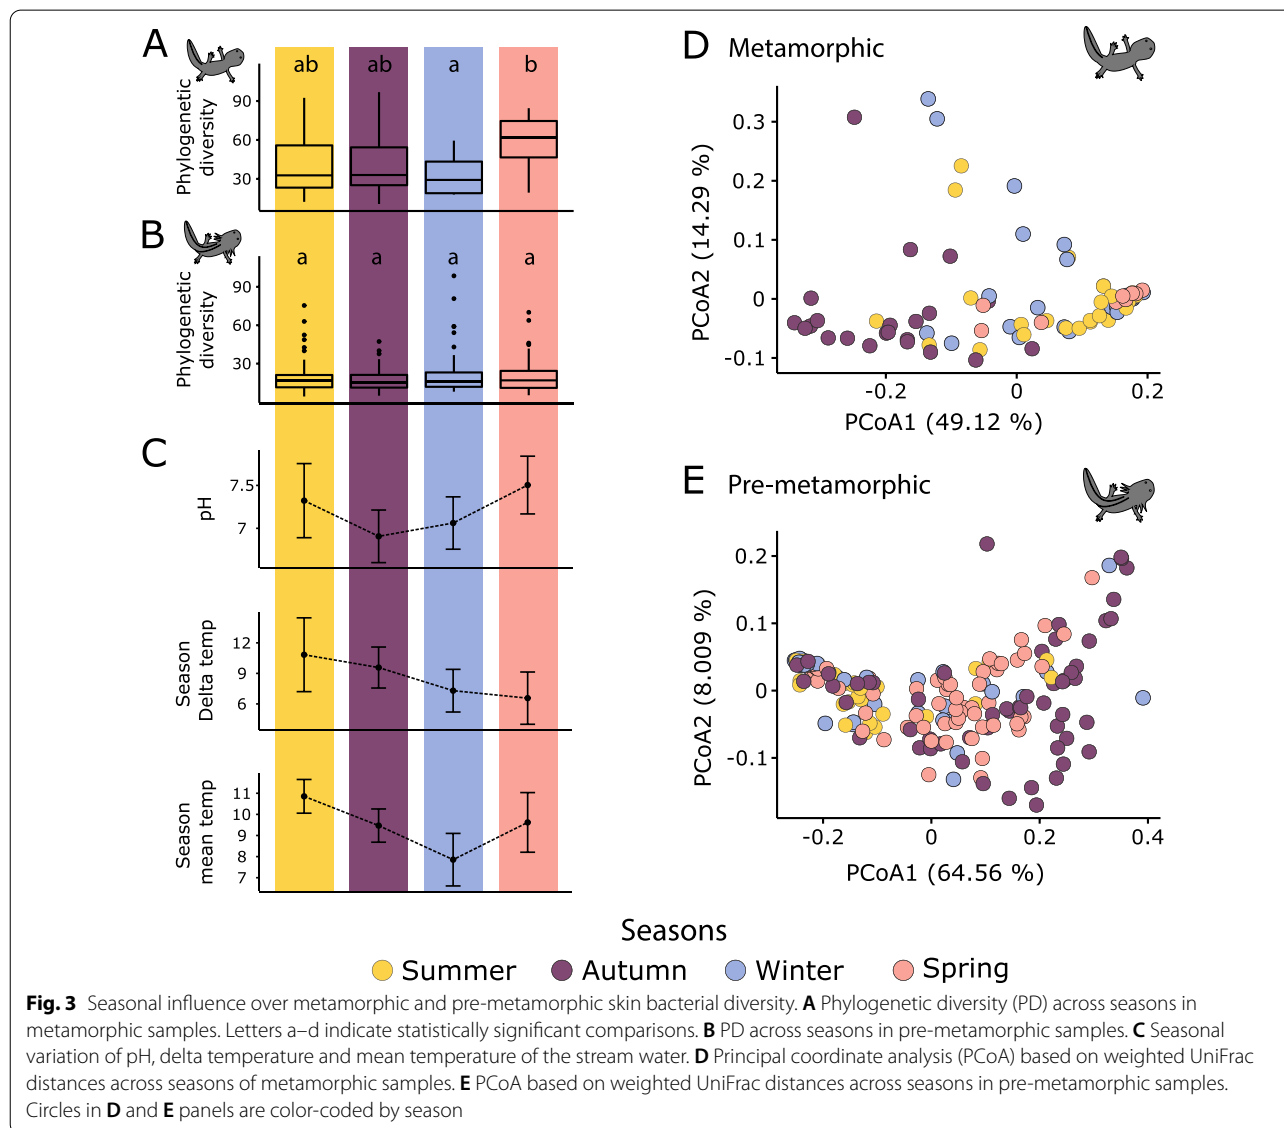 A
ab ab a b
Phylogenetic
diversity
90
60
30
B
a a a a
Phylogenetic
diversity
90
60
30
C
pH
7.5
7
Season
Delta temp
12
9
6
Season
mean temp
11
10
9
8
7
D Metamorphic
PCoA2 (14.29 %)
0.3
0.2
0.1
0
-0.1
-0.2 0 0.2
PCoA1 (49.12 %)
E Pre-metamorphic
PCoA2 (8.009 %)
0.2
0.1
0
-0.1
-0.2 0 0.2 0.4
PCoA1 (64.56 %)
Seasons
Summer Autumn Winter Spring
Fig. 3 Seasonal influence over metamorphic and pre-metamorphic skin bacterial diversity. A Phylogenetic diversity (PD) across seasons in
metamorphic samples. Letters a–d indicate statistically significant comparisons. B PD across seasons in pre-metamorphic samples. C Seasonal
variation of pH, delta temperature and mean temperature of the stream water. D Principal coordinate analysis (PCoA) based on weighted UniFrac
distances across seasons of metamorphic samples. E PCoA based on weighted UniFrac distances across seasons in pre-metamorphic samples.
Circles in D and E panels are color-coded by season